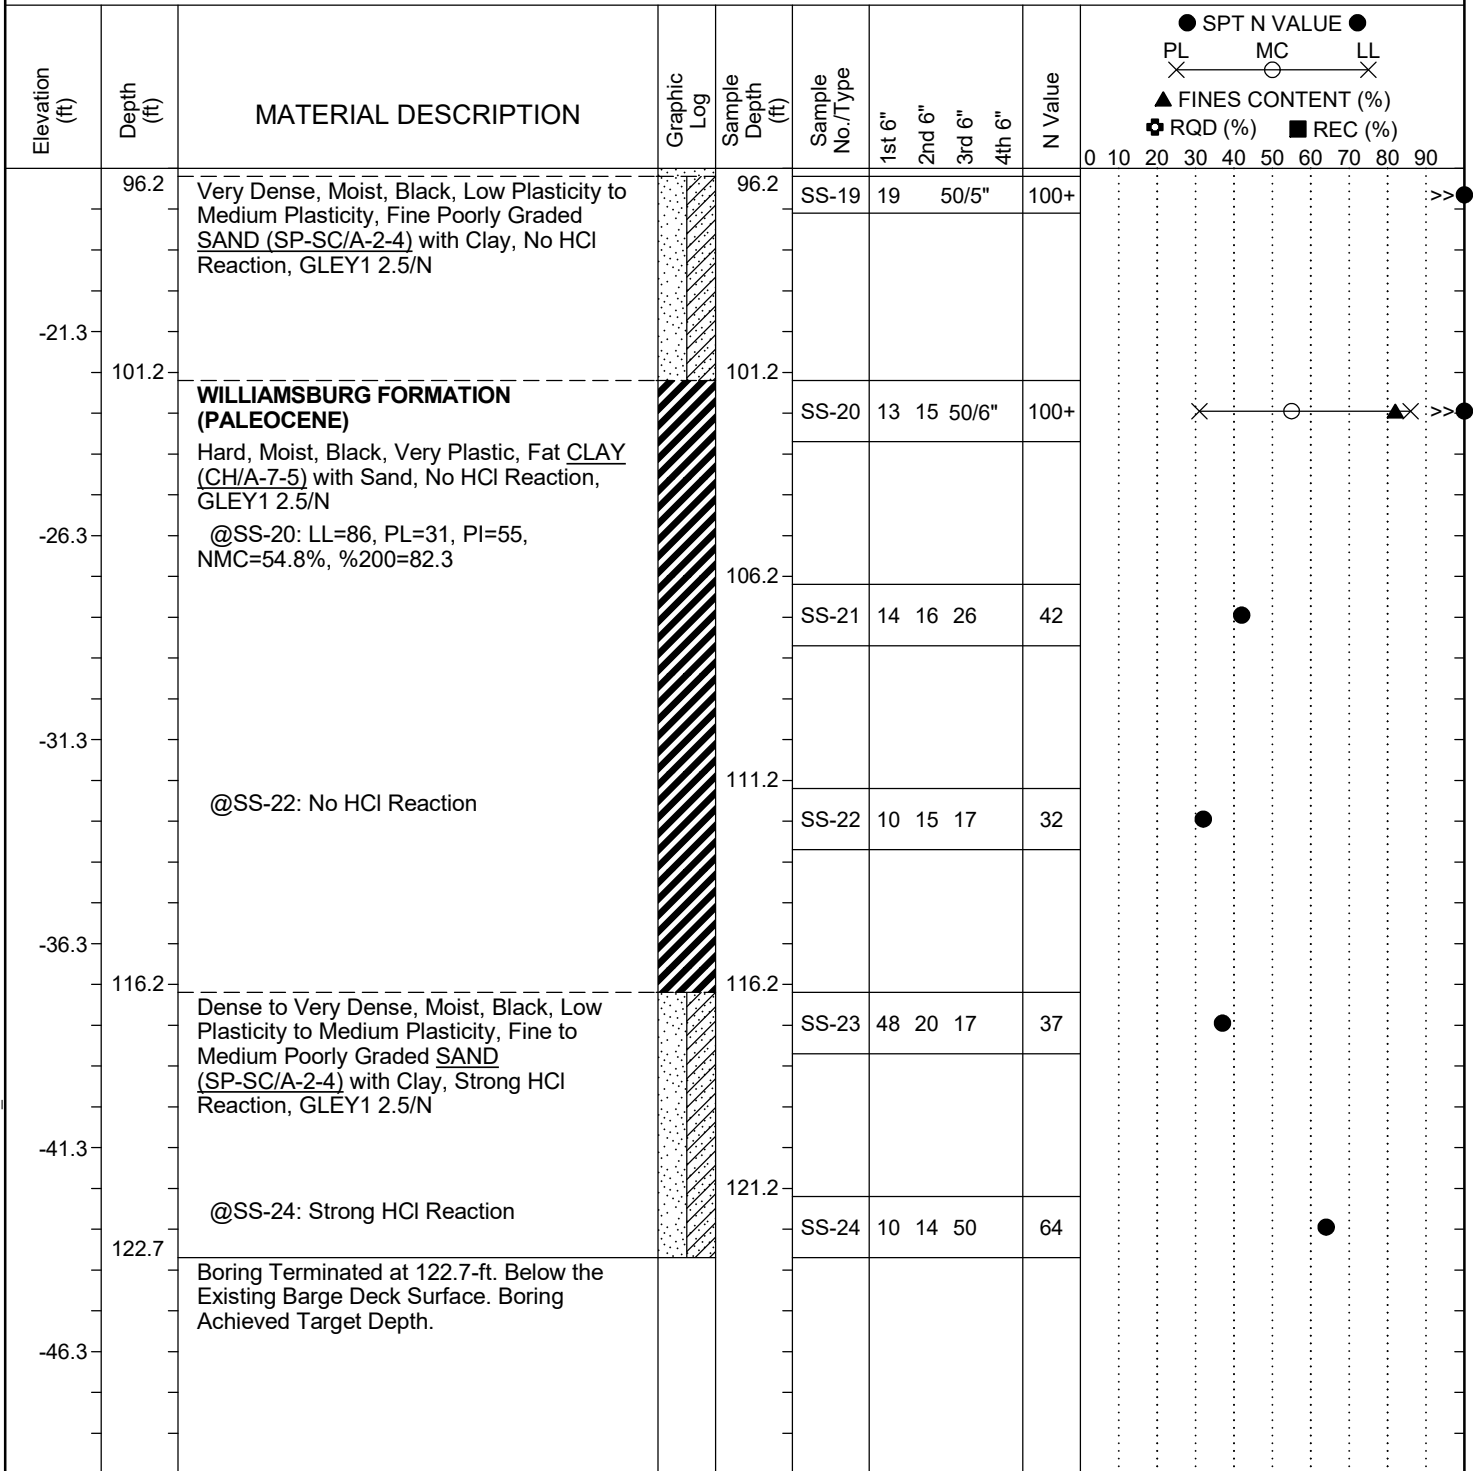 Elevation
(ft)
Depth
(ft)
MATERIAL DESCRIPTION
Graphic
Log
Sample
Depth
(ft)
Sample
No./Type
1st 6"
2nd 6"
3rd 6"
4th 6"
N Value
● SPT N VALUE ●
PL MC LL
▲ FINES CONTENT (%)
RQD (%) ■ REC (%)
0 10 20 30 40 50 60 70 80 90
96.2
Very Dense, Moist, Black, Low Plasticity to
Medium Plasticity, Fine Poorly Graded
SAND (SP-SC/A-2-4) with Clay, No HCl
Reaction, GLEY1 2.5/N
96.2
SS-19 19 50/5" 100+
>>
-21.3
101.2
101.2
WILLIAMSBURG FORMATION
(PALEOCENE)
SS-20 13 15 50/6" 100+
>>
Hard, Moist, Black, Very Plastic, Fat CLAY
(CH/A-7-5) with Sand, No HCl Reaction,
GLEY1 2.5/N
-26.3
@SS-20: LL=86, PL=31, PI=55,
NMC=54.8%, %200=82.3
106.2
SS-21 14 16 26 42
-31.3
111.2
@SS-22: No HCl Reaction
SS-22 10 15 17 32
-36.3
116.2
116.2
Dense to Very Dense, Moist, Black, Low
Plasticity to Medium Plasticity, Fine to
Medium Poorly Graded SAND
(SP-SC/A-2-4) with Clay, Strong HCl
Reaction, GLEY1 2.5/N
SS-23 48 20 17 37
-41.3
121.2
@SS-24: Strong HCl Reaction
SS-24 10 14 50 64
122.7
Boring Terminated at 122.7-ft. Below the
Existing Barge Deck Surface. Boring
Achieved Target Depth.
-46.3